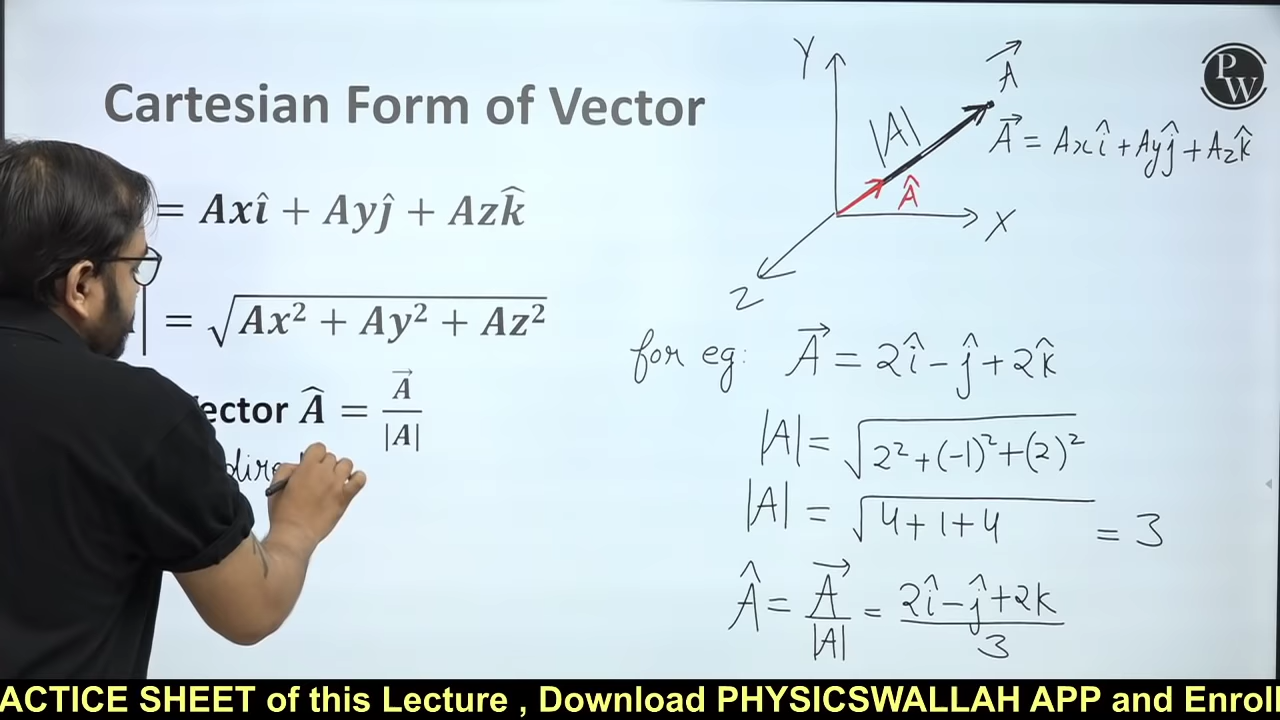 Cartesian Form of Vector
= Axî + Ayĵ + Azk̂
| = √(Ax² + Ay² + Az²)
ector Â = A⃗/|A|
dire
Y
A⃗
|A|
A⃗ = Axî + Ayĵ + Azk̂
Â
X
Z
PW
for eg: A⃗ = 2î - ĵ + 2k̂
|A| = √(2² + (-1)² + (2)²)
|A| = √(4 + 1 + 4) = 3
Â = A⃗/|A| = (2î - ĵ + 2k)/3
ACTICE SHEET of this Lecture , Download PHYSICSWALLAH APP and Enroll